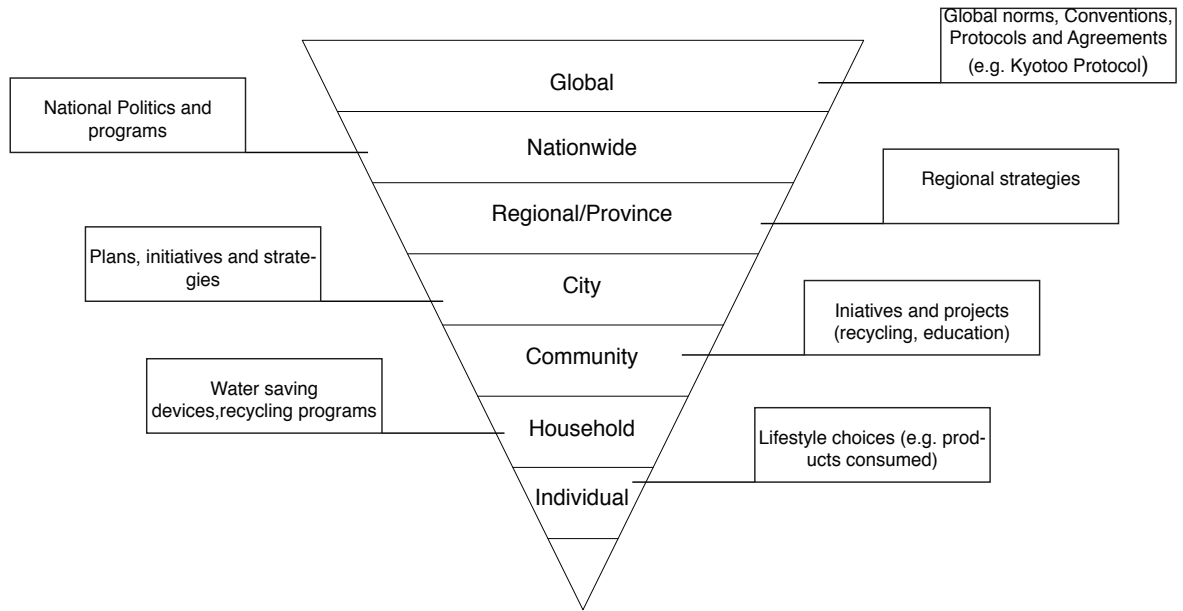 Global norms, Conventions,
Protocols and Agreements
(e.g. Kyotoo Protocol)
Global
National Politics and
programs
Nationwide
Regional strategies
Regional/Province
Plans, initiatives and strate-
gies
City
Iniatives and projects
(recycling, education)
Community
Water saving
devices,recycling programs
Household
Lifestyle choices (e.g. prod-
ucts consumed)
Individual